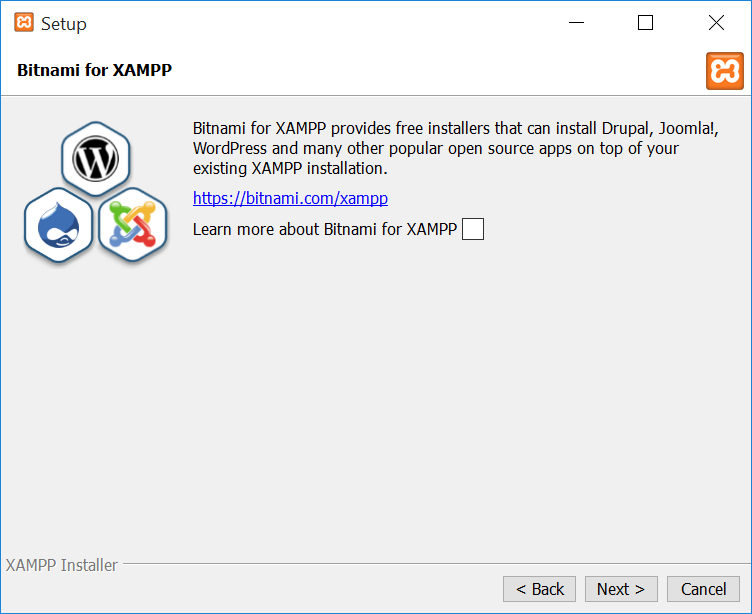 Setup
Bitnami for XAMPP
Bitnami for XAMPP provides free installers that can install Drupal, Joomla!,
WordPress and many other popular open source apps on top of your
existing XAMPP installation.
https://bitnami.com/xampp
Learn more about Bitnami for XAMPP
XAMPP Installer
< Back
Next >
Cancel